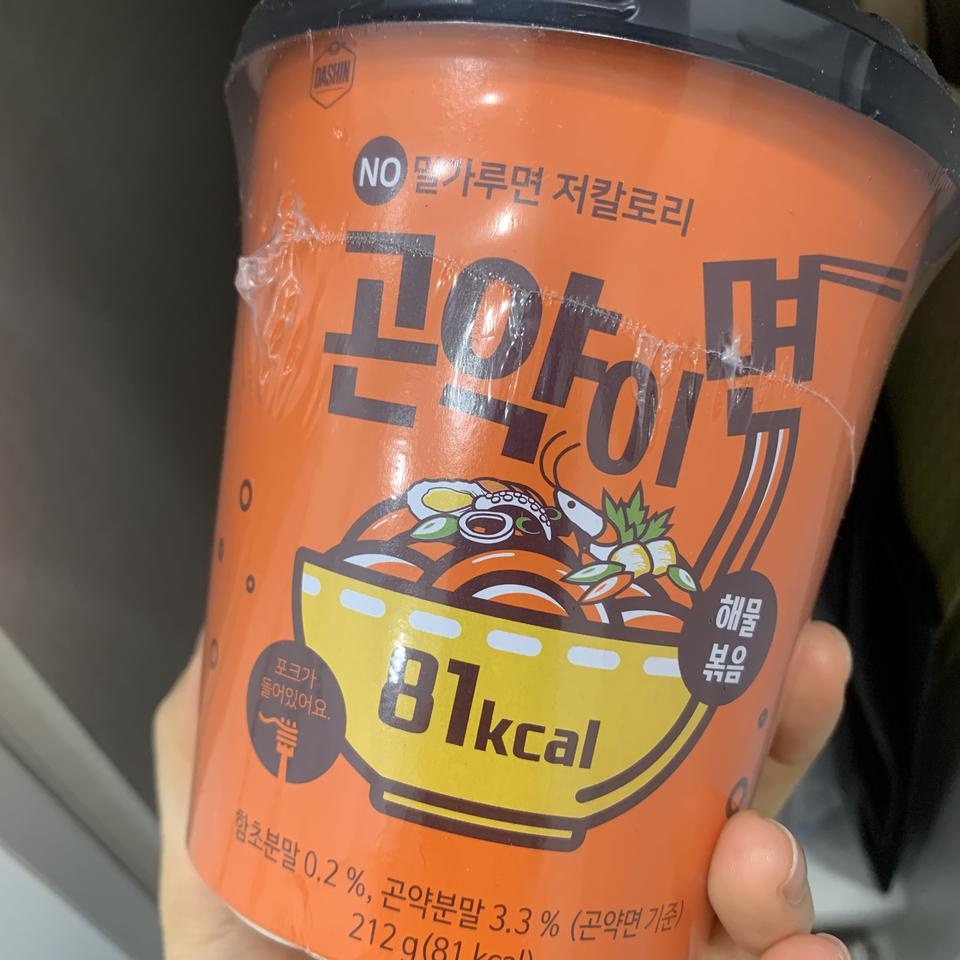 DASHIN
NO 밀가루면 저칼로리
곤약이면
해물
볶음
81kcal
포크가
들어있어요.
함초분말 0.2 %, 곤약분말 3.3 % (곤약면 기준)
212 g(81 kcal)